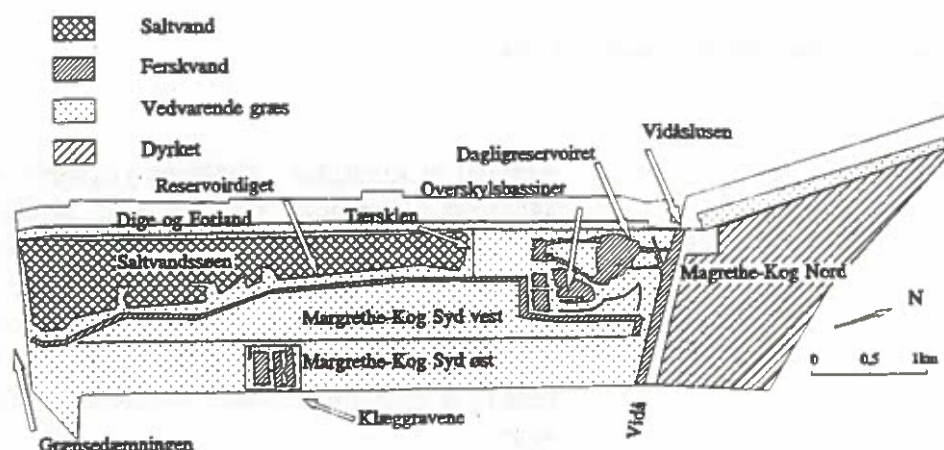 Saltvand
Ferskvand
Vedvarende græs
Dyrket
Vidåslusen
Dagligreservoiret
Reservoirdiget
Overskylsbassiner
Dige og Forland
Tærsklen
Saltvandssøen
Magrethe-Kog Nord
N
Margrethe-Kog Syd vest
0 0.5 1km
Margrethe-Kog Syd øst
Klæggravene
Vidå
Grænsedæmningen